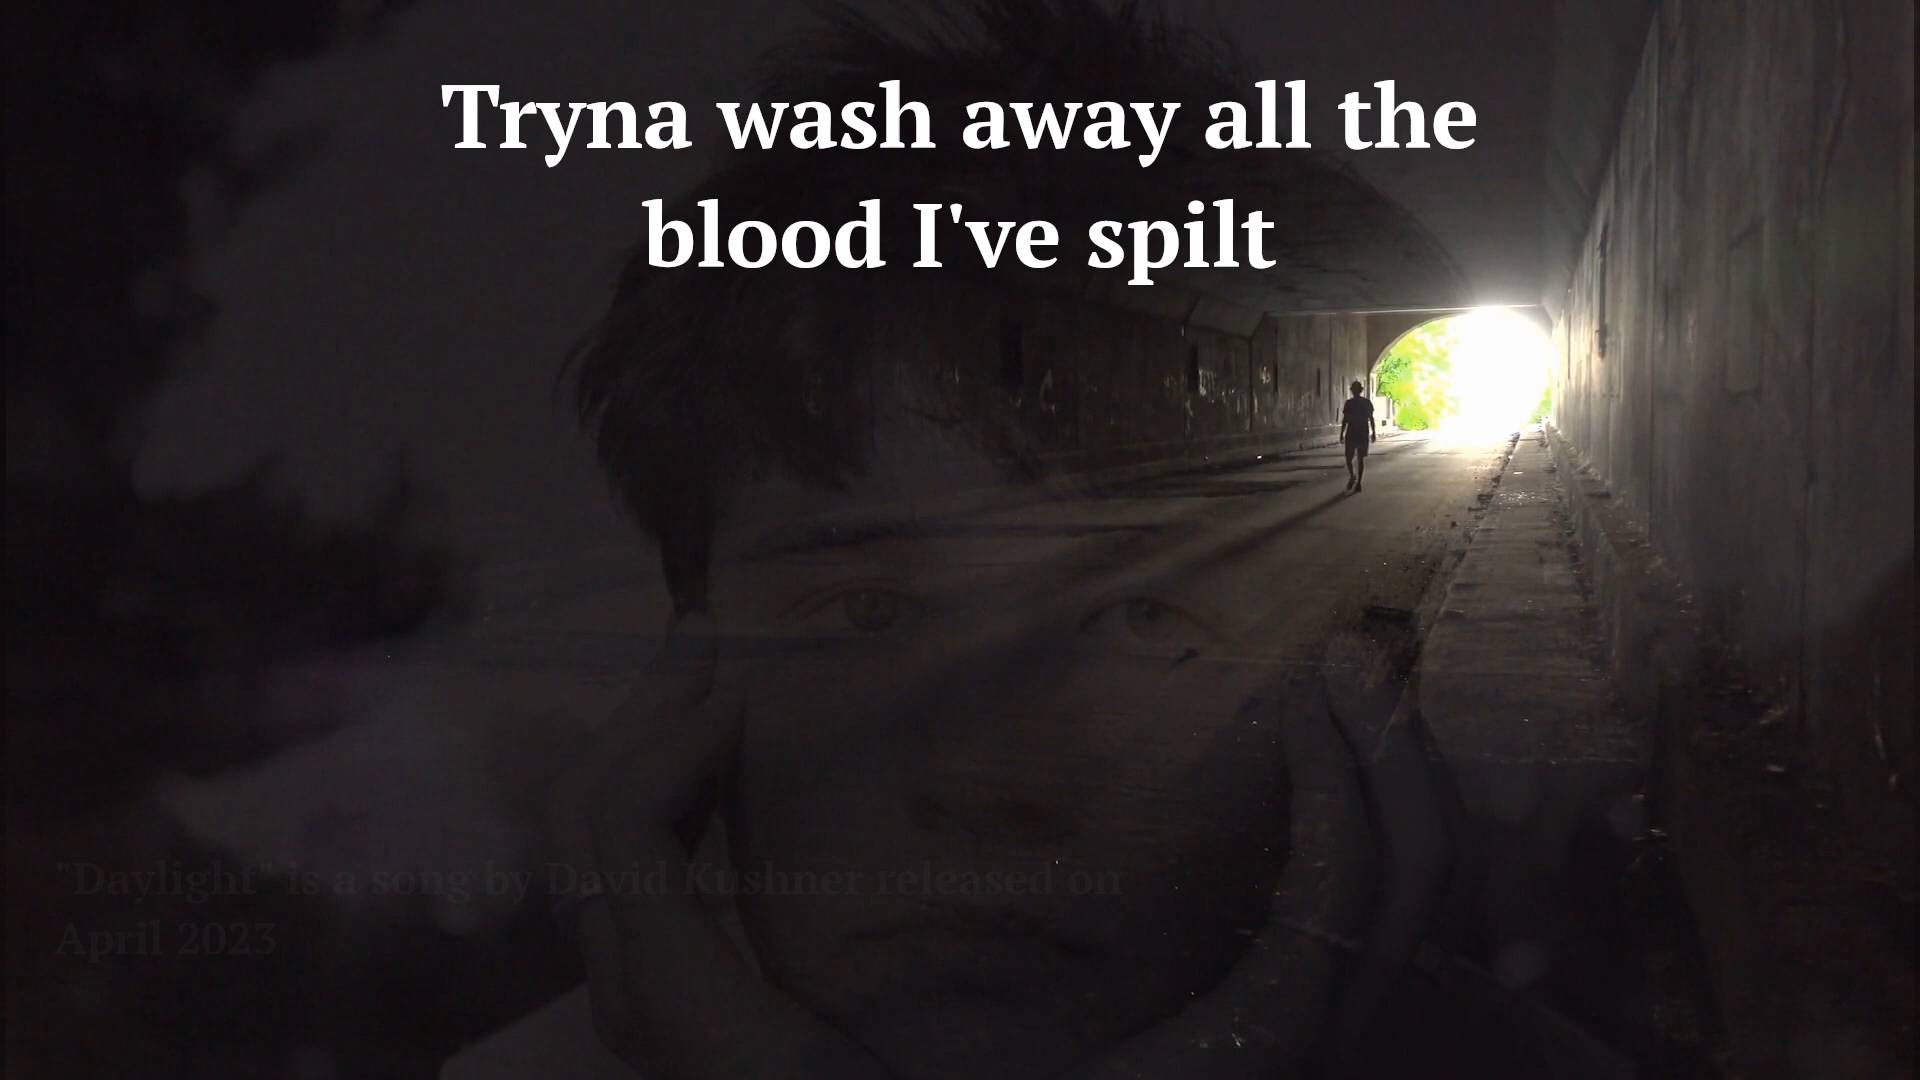 Tryna wash away all the
blood I've spilt
"Daylight" is a song by David Kushner released on
April 2023